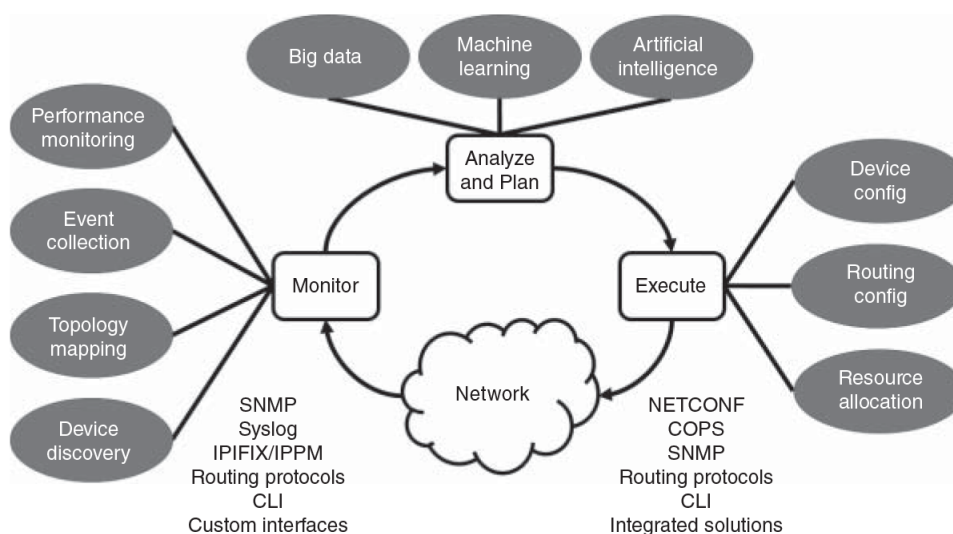 Big data
Machine
learning
Artificial
intelligence
Performance
monitoring
Event
collection
Topology
mapping
Device
discovery
Analyze
and Plan
Monitor
Execute
Network
Device
config
Routing
config
Resource
allocation
SNMP
Syslog
IPIFIX/IPPM
Routing protocols
CLI
Custom interfaces
NETCONF
COPS
SNMP
Routing protocols
CLI
Integrated solutions